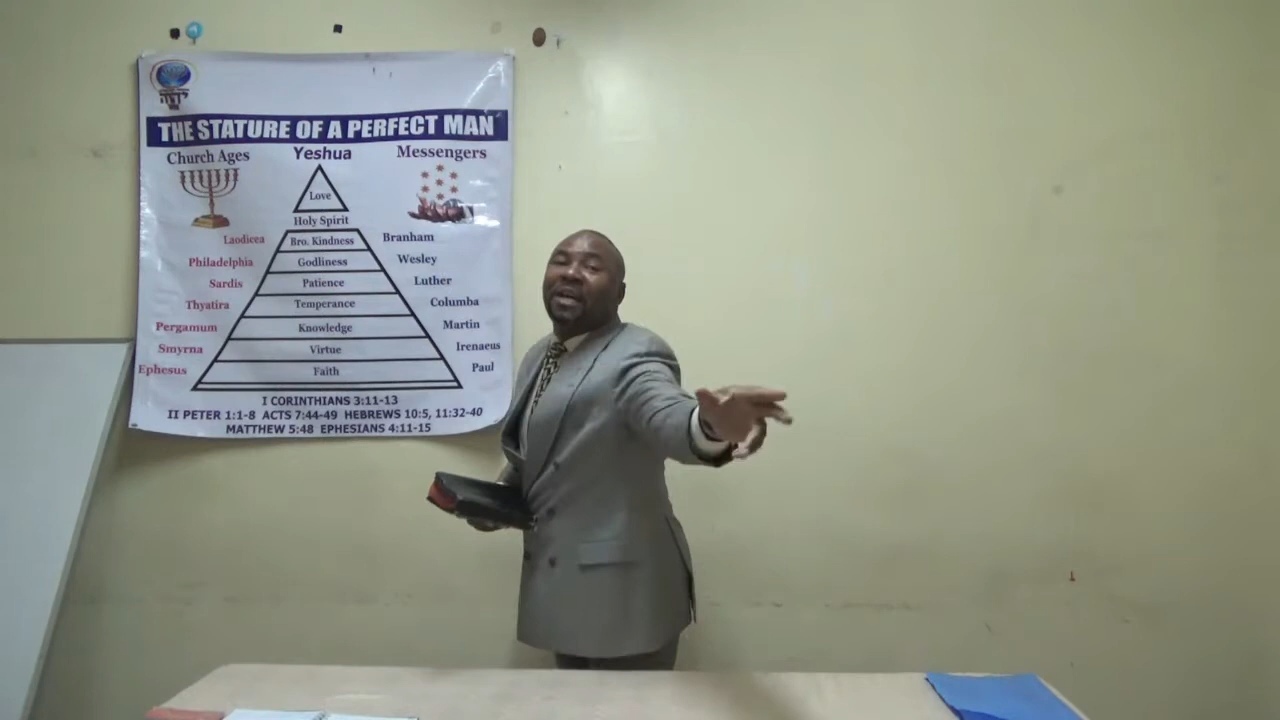 יהוה
THE STATURE OF A PERFECT MAN
Church Ages Yeshua Messengers
Love
Holy Spirit
Laodicea Bro. Kindness Branham
Philadelphia Godliness Wesley
Sardis Patience Luther
Thyatira Temperance Columba
Pergamum Knowledge Martin
Smyrna Virtue Irenaeus
Ephesus Faith Paul
I CORINTHIANS 3:11-13
II PETER 1:1-8 ACTS 7:44-49 HEBREWS 10:5, 11:32-40
MATTHEW 5:48 EPHESIANS 4:11-15